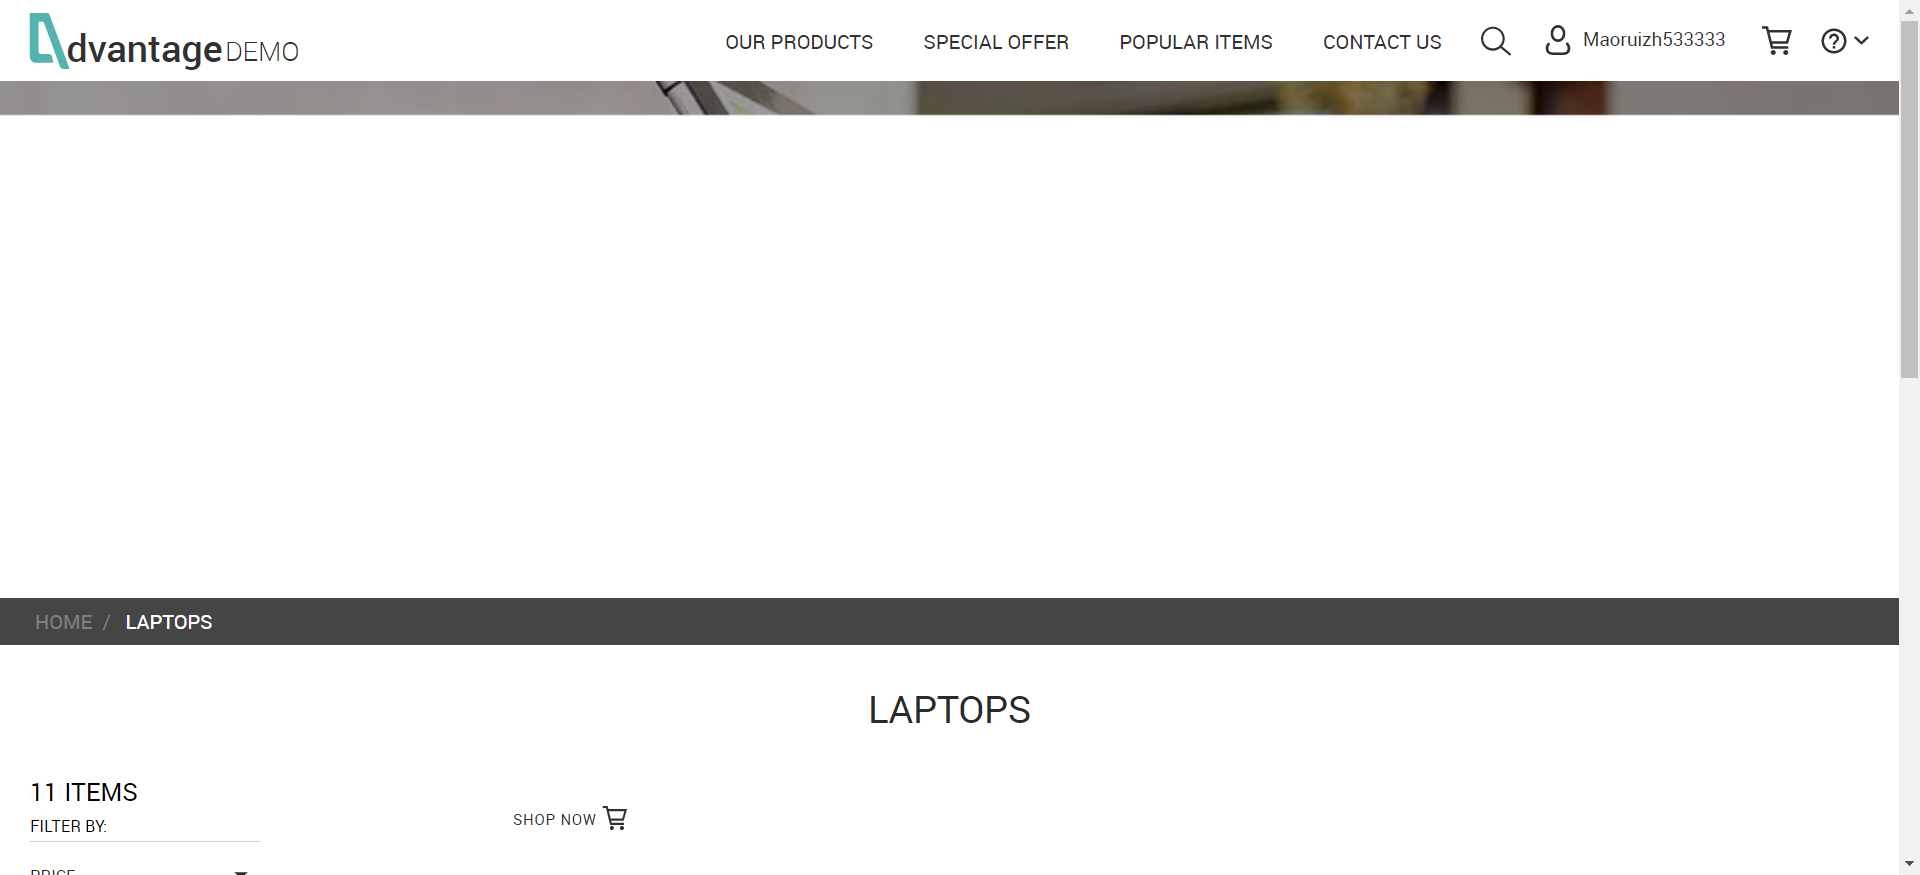 dvantage DEMO
OUR PRODUCTS
SPECIAL OFFER
POPULAR ITEMS
CONTACT US
Maoruizh533333
HOME / LAPTOPS
LAPTOPS
11 ITEMS
FILTER BY:
SHOP NOW
PRICE